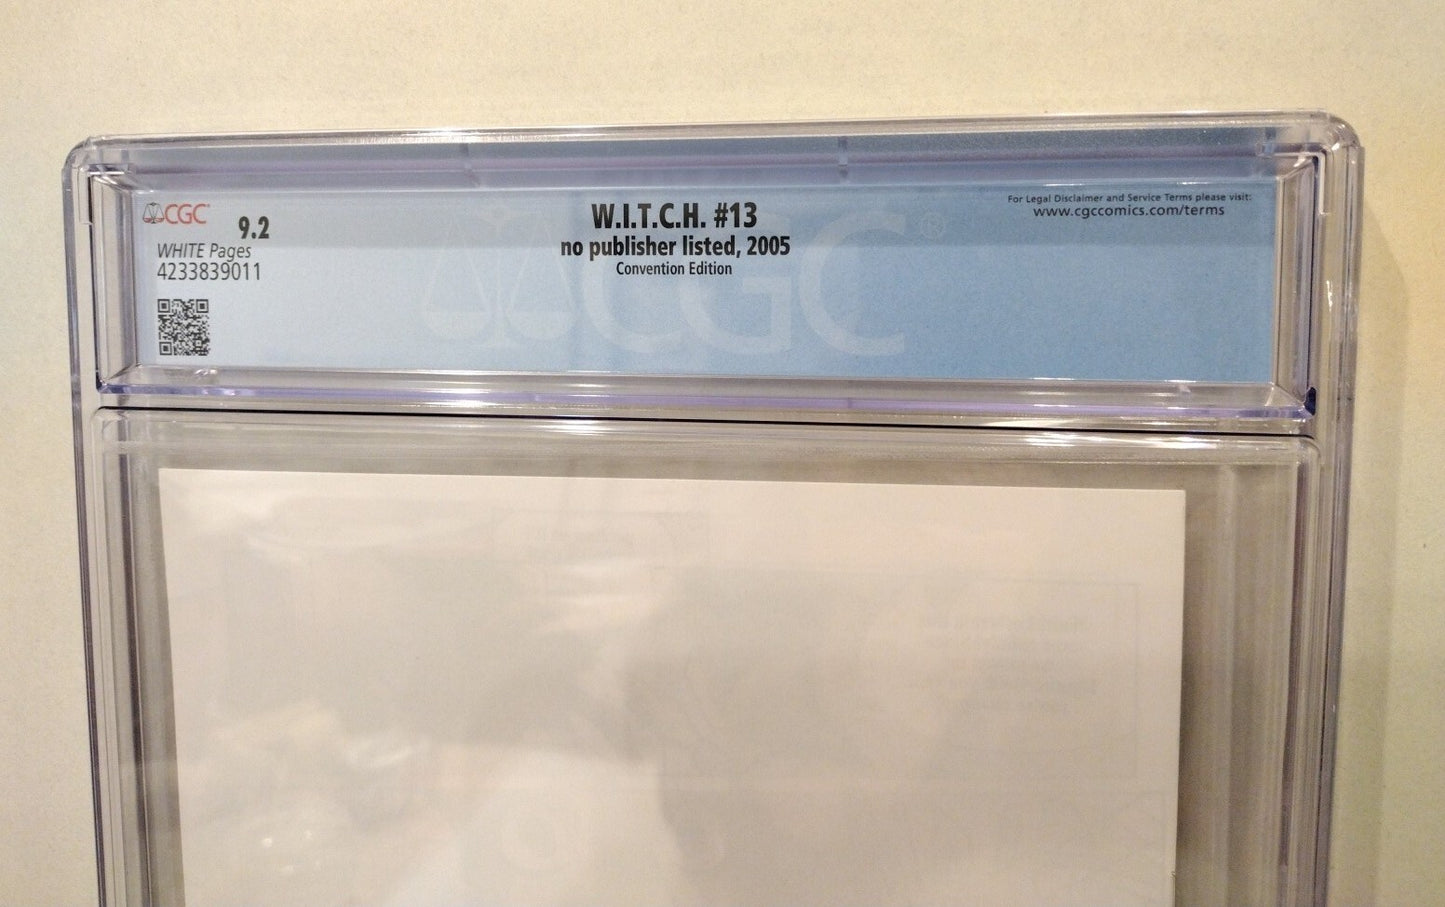 CGC
9.2
WHITE Pages
4233839011
W.I.T.C.H. #13
no publisher listed, 2005
Convention Edition
For Legal Disclaimer and Service Terms please visit:
www.cgccomics.com/terms
CGC®